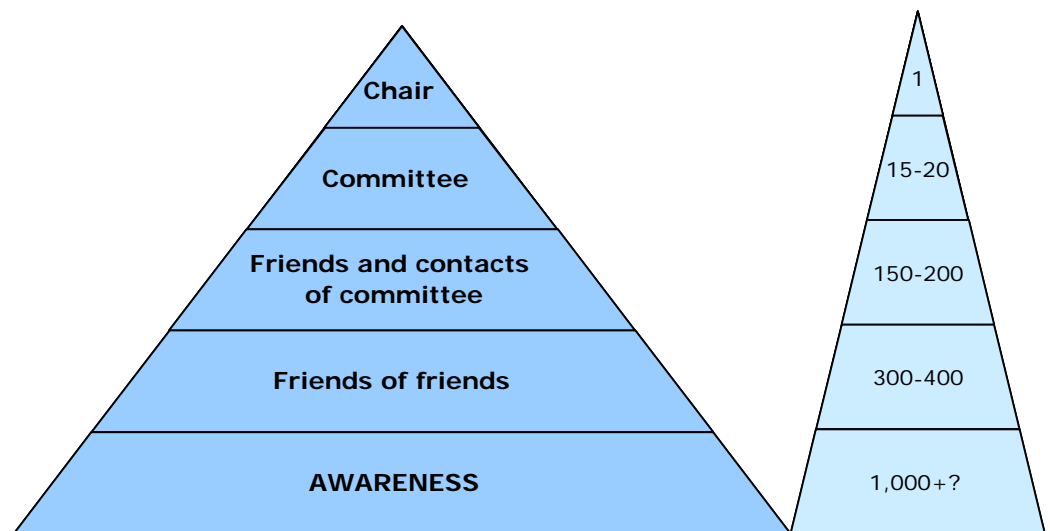 Chair
Committee
Friends and contacts
of committee
Friends of friends
AWARENESS
1
15-20
150-200
300-400
1,000+?